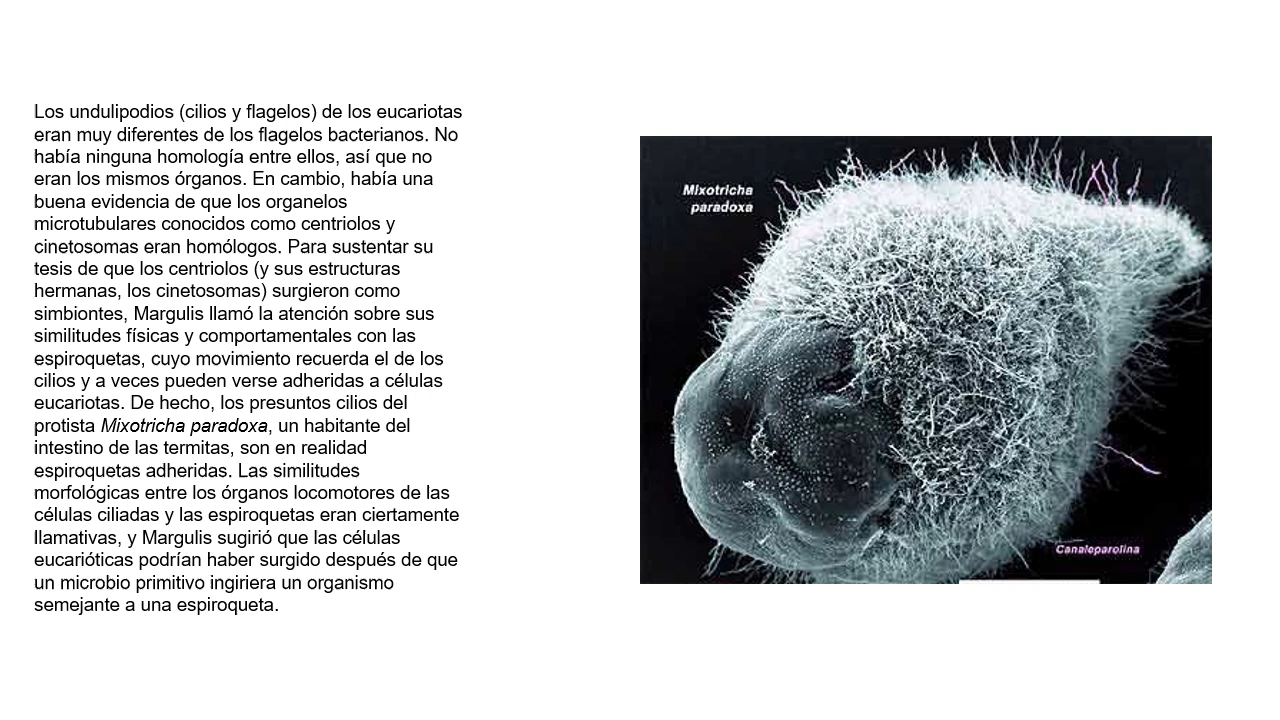 Los undulipodios (cilios y flagelos) de los eucariotas
eran muy diferentes de los flagelos bacterianos. No
había ninguna homología entre ellos, así que no
eran los mismos órganos. En cambio, había una
buena evidencia de que los organelos
microtubulares conocidos como centriolos y
cinetosomas eran homólogos. Para sustentar su
tesis de que los centriolos (y sus estructuras
hermanas, los cinetosomas) surgieron como
simbiontes, Margulis llamó la atención sobre sus
similitudes físicas y comportamentales con las
espiroquetas, cuyo movimiento recuerda el de los
cilios y a veces pueden verse adheridas a células
eucariotas. De hecho, los presuntos cilios del
protista Mixotricha paradoxa, un habitante del
intestino de las termitas, son en realidad
espiroquetas adheridas. Las similitudes
morfológicas entre los órganos locomotores de las
células ciliadas y las espiroquetas eran ciertamente
llamativas, y Margulis sugirió que las células
eucarióticas podrían haber surgido después de que
un microbio primitivo ingiriera un organismo
semejante a una espiroqueta.
Mixotricha
paradoxa
Canaleparolina